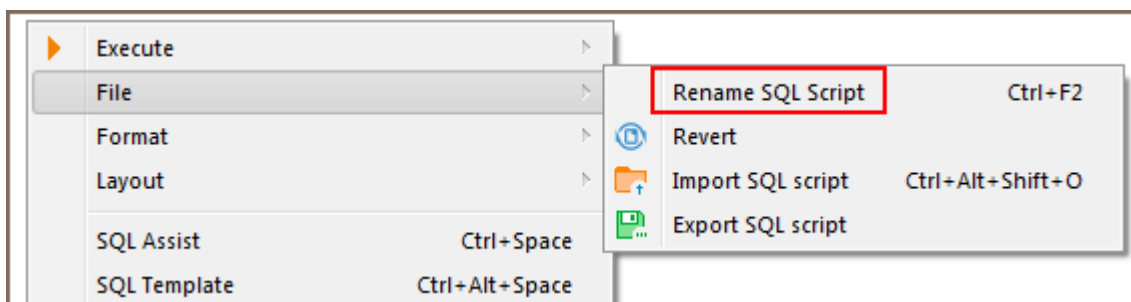 Execute
File
Rename SQL Script Ctrl+F2
Format
Revert
Layout
Import SQL script Ctrl+Alt+Shift+O
Export SQL script
SQL Assist Ctrl+Space
SQL Template Ctrl+Alt+Space